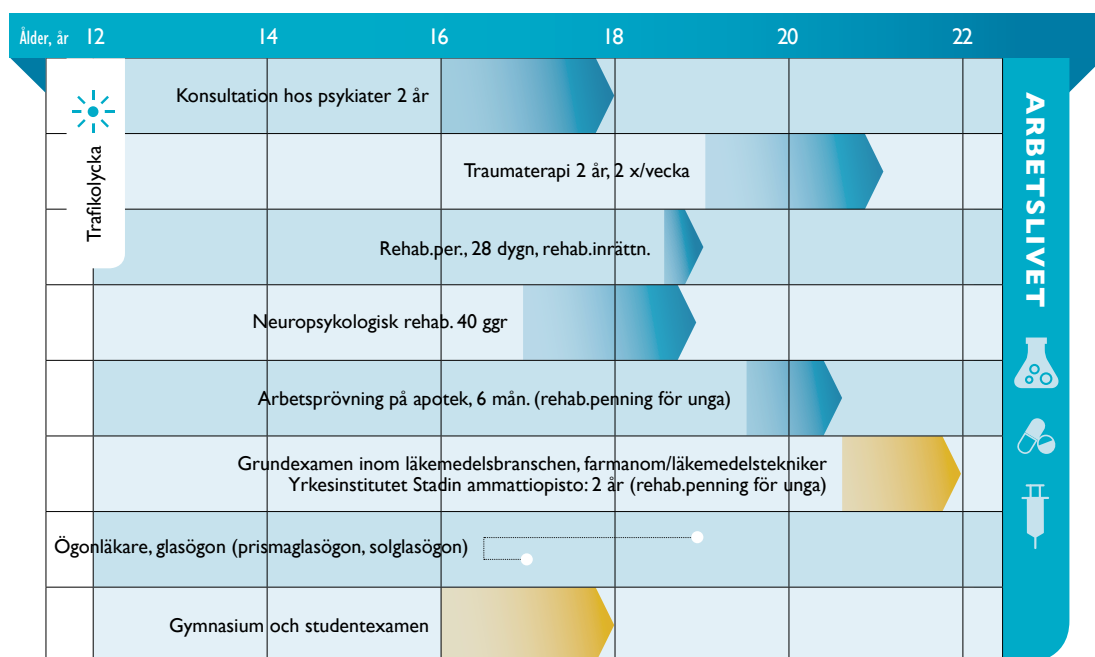 Ålder, år 12 14 16 18 20 22
Trafikolycka
Konsultation hos psykiater 2 år
Traumaterapi 2 år, 2 x/vecka
Rehab.per., 28 dygn, rehab.inrättn.
Neuropsykologisk rehab. 40 ggr
Arbetsprövning på apotek, 6 mån. (rehab.penning för unga)
Grundexamen inom läkemedelsbranschen, farmanom/läkemedelstekniker
Yrkesinstitutet Stadin ammattiopisto: 2 år (rehab.penning för unga)
Ögonläkare, glasögon (prismaglasögon, solglasögon)
Gymnasium och studentexamen
ARBETSLIVET